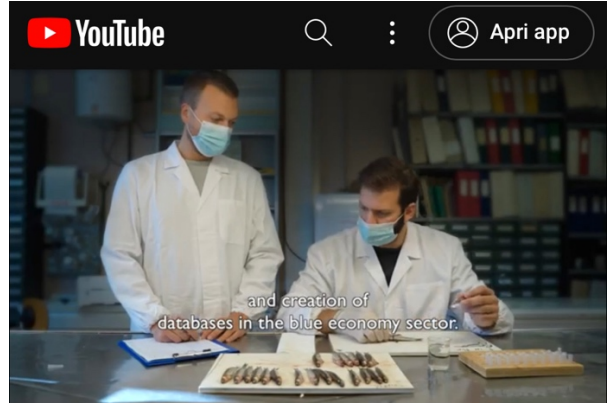 YouTube
Apri app
and creation of
databases in the blue economy sector.